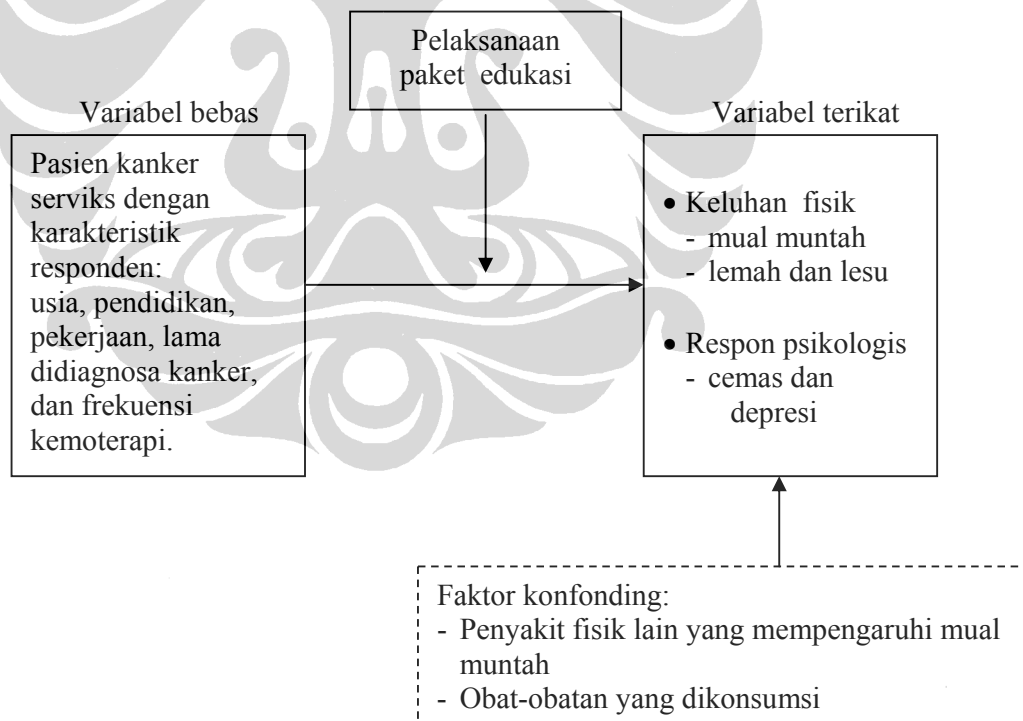 Pelaksanaan
paket edukasi
Variabel bebas
Pasien kanker
serviks dengan
karakteristik
responden:
usia, pendidikan,
pekerjaan, lama
didiagnosa kanker,
dan frekuensi
kemoterapi.
Variabel terikat
• Keluhan fisik
- mual muntah
- lemah dan lesu
• Respon psikologis
- cemas dan
depresi
Faktor konfonding:
- Penyakit fisik lain yang mempengaruhi mual
muntah
- Obat-obatan yang dikonsumsi